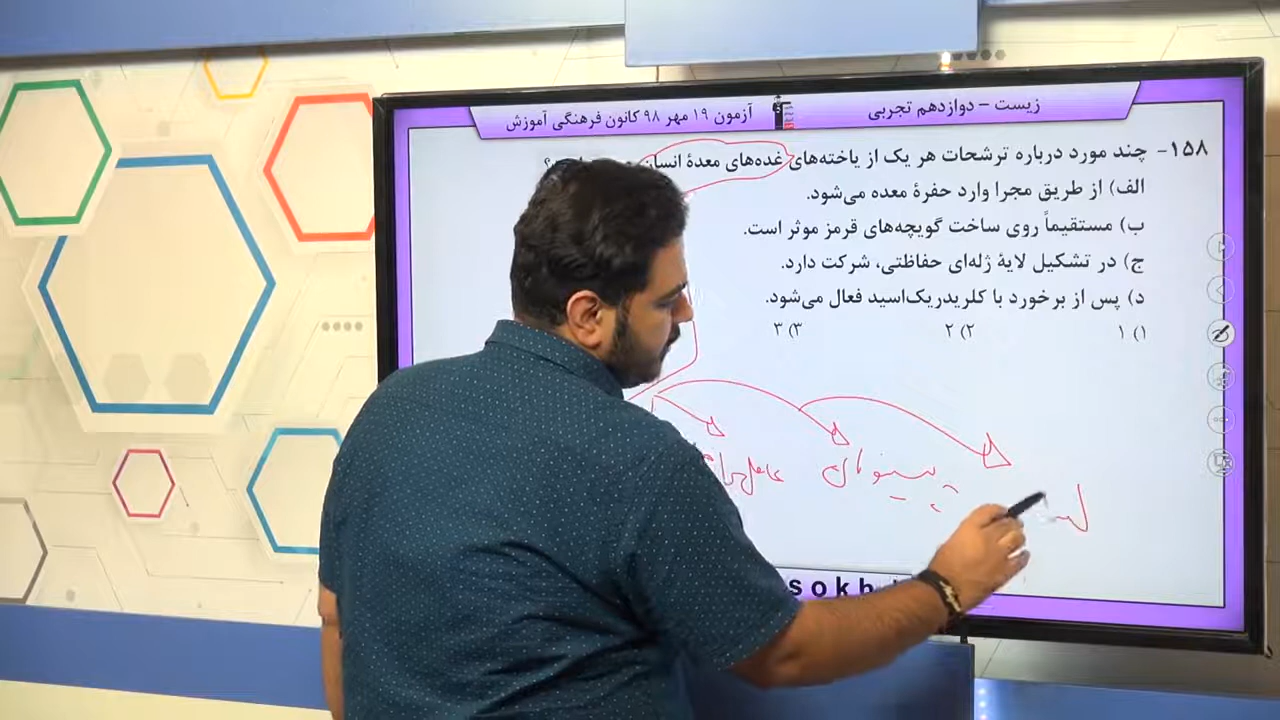 زیست - دوازدهم تجربی
آزمون ۱۹ مهر ۹۸ کانون فرهنگی آموزش
۱۵۸- چند مورد درباره ترشحات هر یک از یاخته‌های غده‌های معدهٔ انسان
الف) از طریق مجرا وارد حفرهٔ معده می‌شود.
ب) مستقیماً روی ساخت گویچه‌های قرمز موثر است.
ج) در تشکیل لایهٔ ژله‌ای حفاظتی، شرکت دارد.
د) پس از برخورد با کلریدریک‌اسید فعال می‌شود.
۱) ۱ ۲) ۲ ۳) ۳
پپسینوژن
sokh